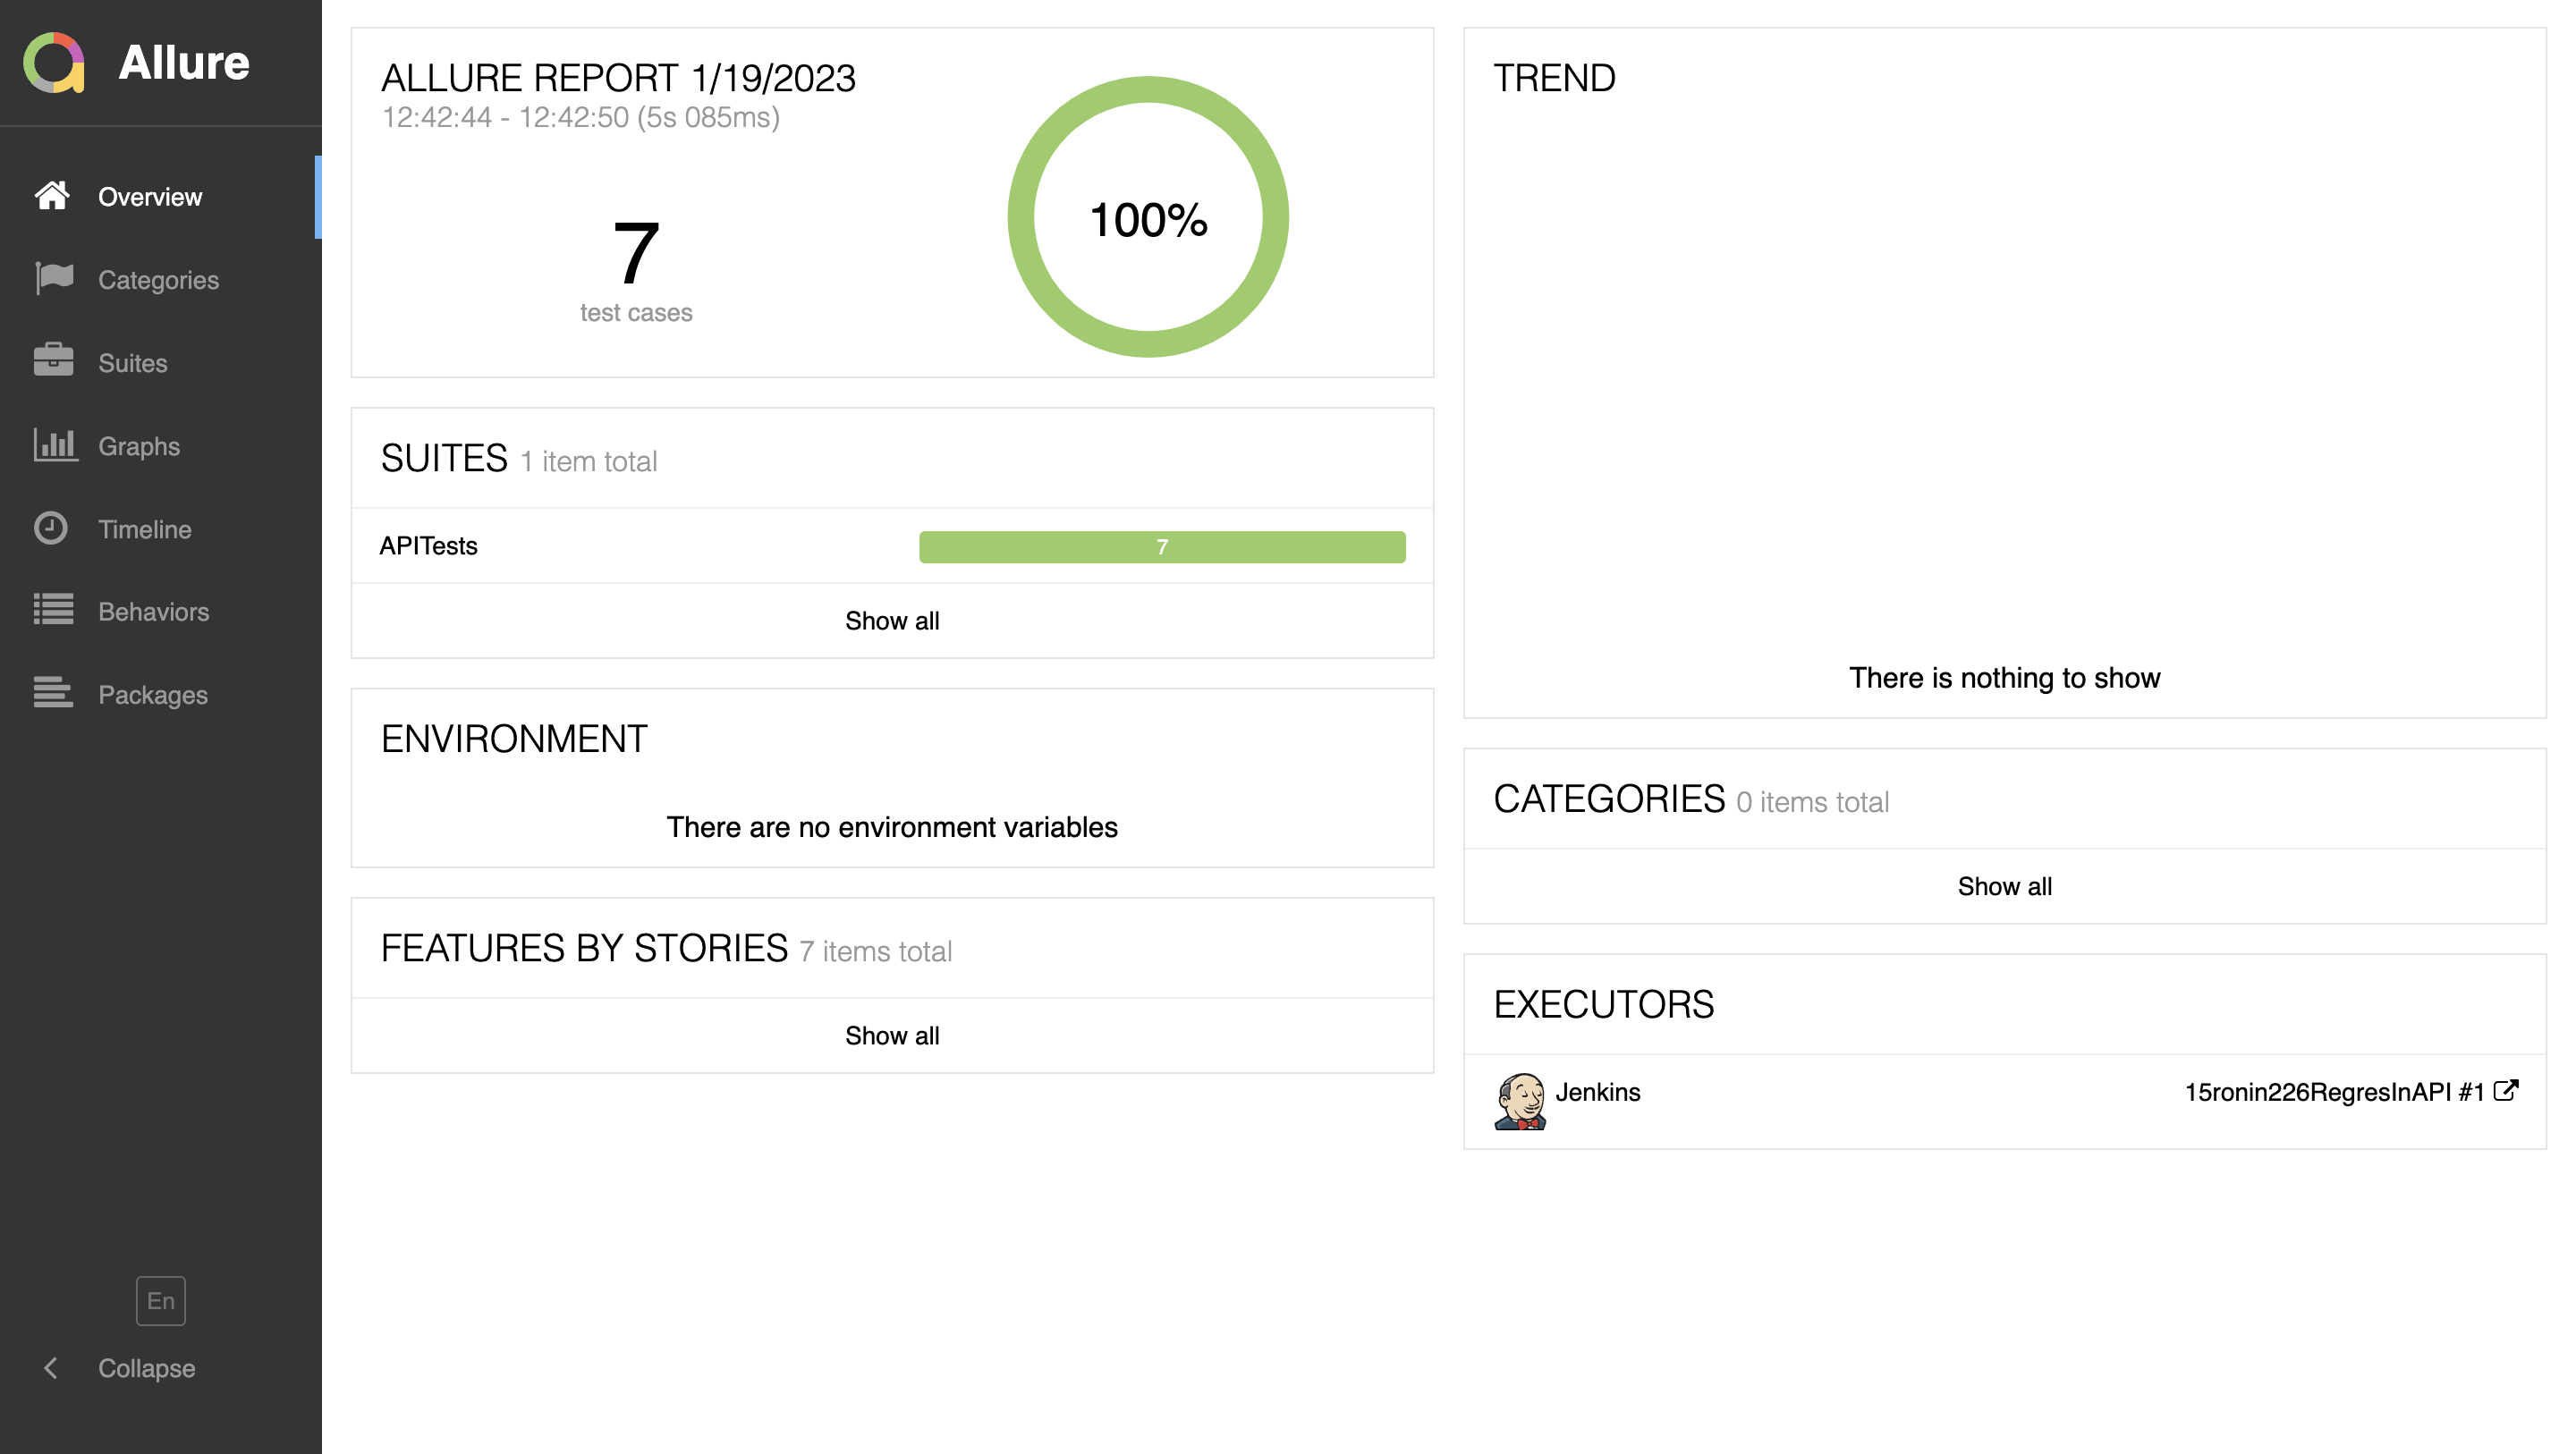 Allure
Overview
Categories
Suites
Graphs
Timeline
Behaviors
Packages
En
Collapse
ALLURE REPORT 1/19/2023
12:42:44 - 12:42:50 (5s 085ms)
7
test cases
100%
SUITES 1 item total
APITests 7
Show all
ENVIRONMENT
There are no environment variables
FEATURES BY STORIES 7 items total
Show all
TREND
There is nothing to show
CATEGORIES 0 items total
Show all
EXECUTORS
Jenkins 15ronin226RegresInAPI #1